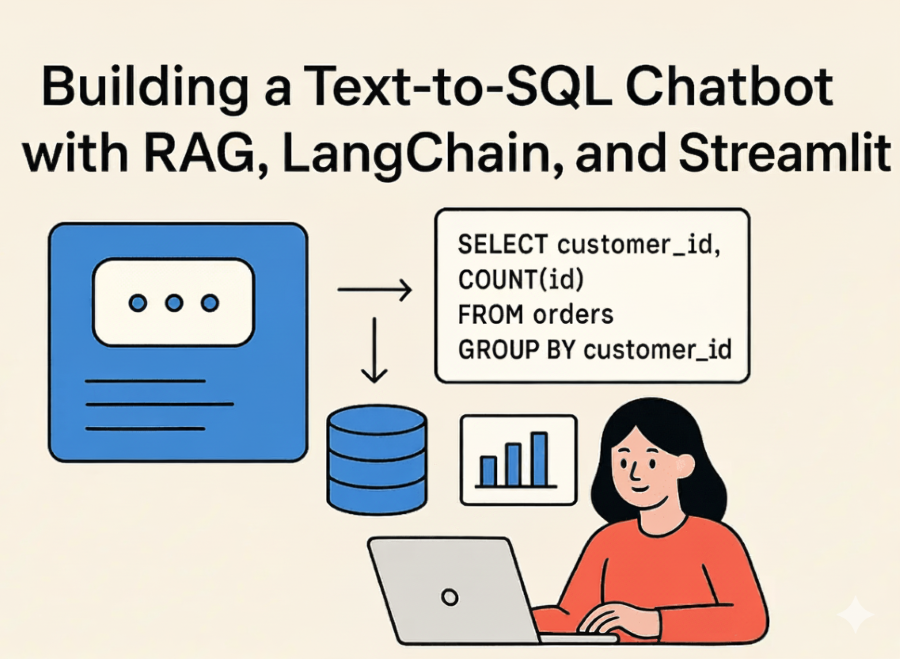 Building a Text-to-SQL Chatbot
with RAG, LangChain, and Streamlit
SELECT customer_id,
COUNT(id)
FROM orders
GROUP BY customer_id